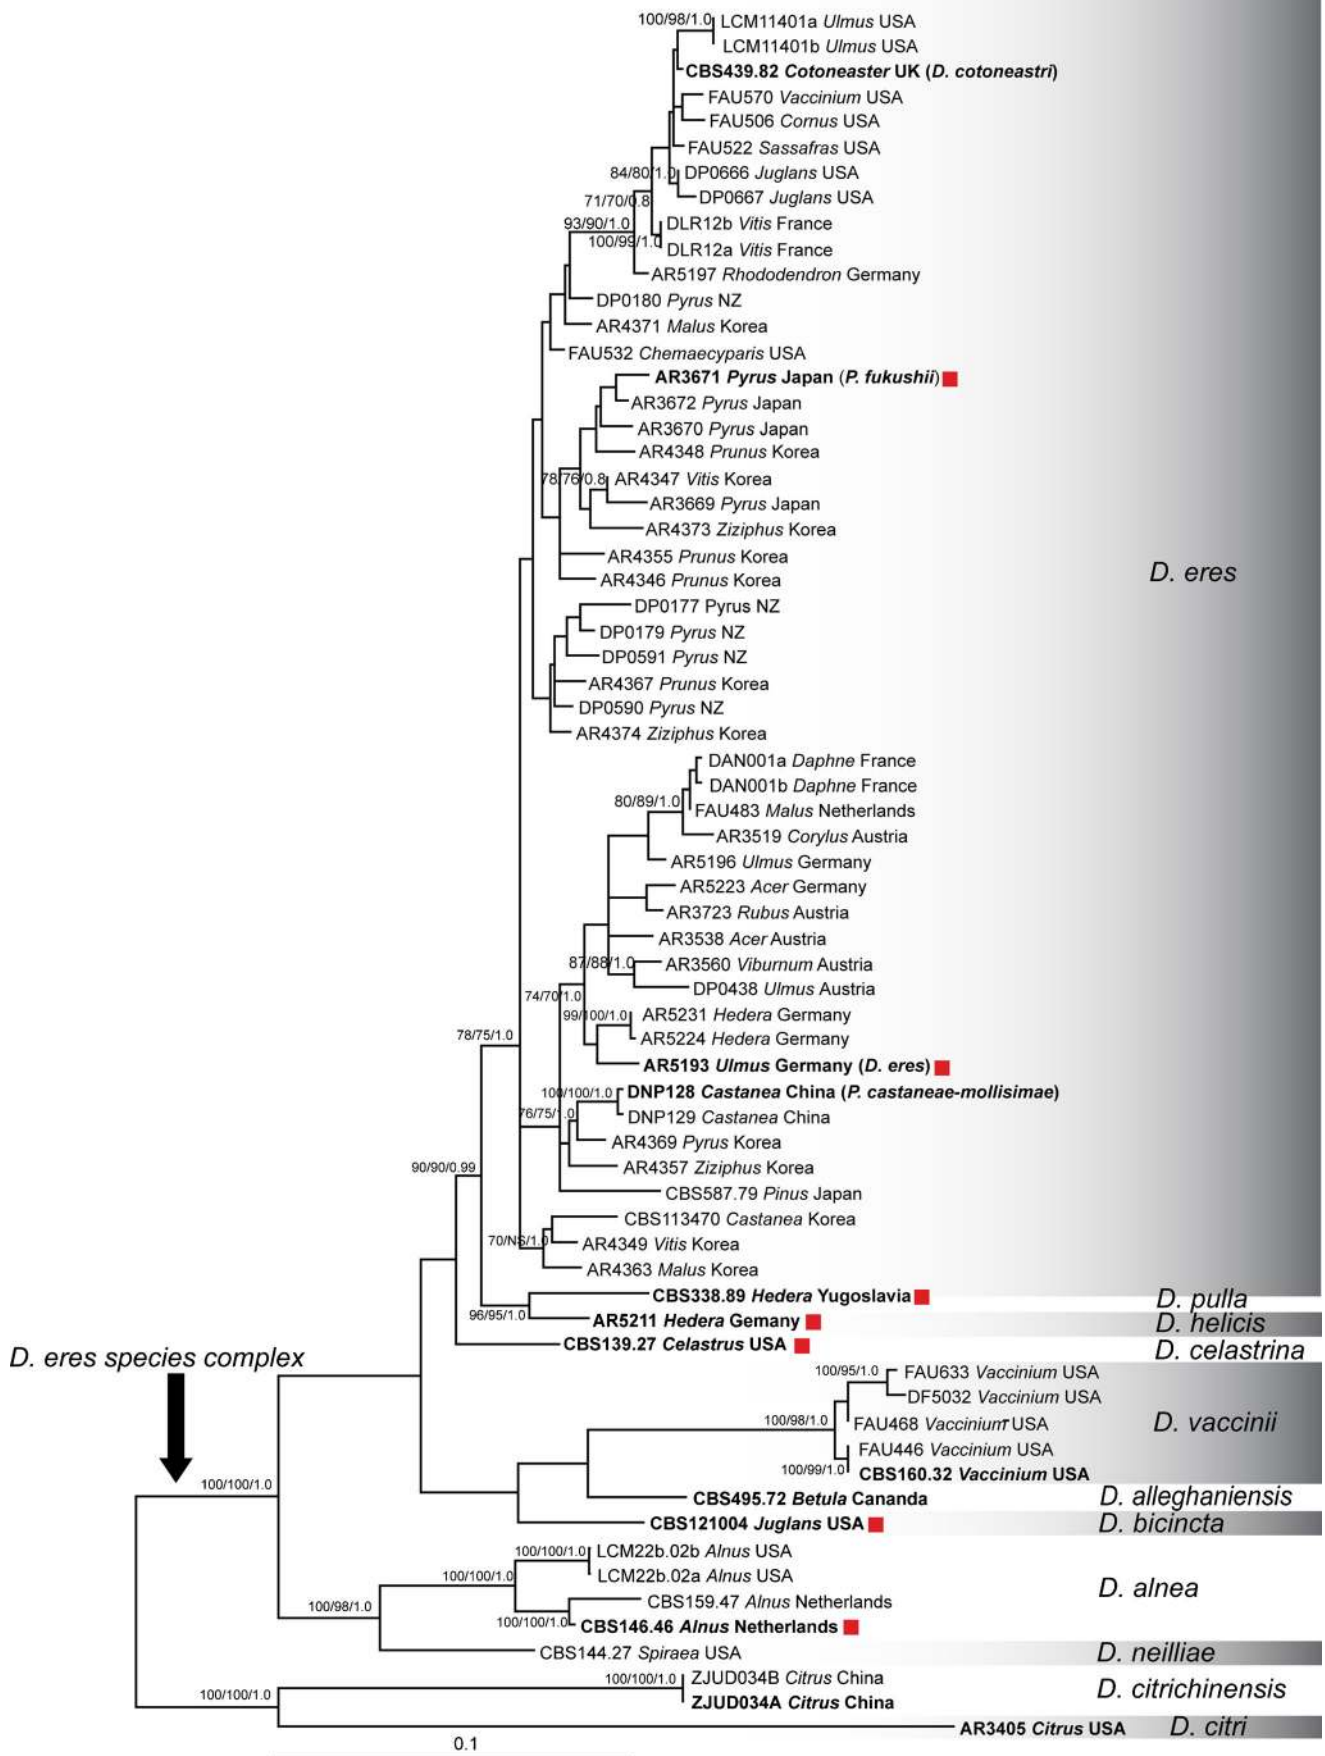 100/98/1.0 LCM11401a Ulmus USA
LCM11401b Ulmus USA
CBS439.82 Cotoneaster UK (D. cotoneastri)
FAU570 Vaccinium USA
FAU506 Cornus USA
FAU522 Sassafras USA
84/80/1.0 DP0666 Juglans USA
DP0667 Juglans USA
71/70/0.8
93/90/1.0 DLR12b Vitis France
100/99/1.0 DLR12a Vitis France
AR5197 Rhododendron Germany
DP0180 Pyrus NZ
AR4371 Malus Korea
FAU532 Chemaecyparis USA
AR3671 Pyrus Japan (P. fukushii)
AR3672 Pyrus Japan
AR3670 Pyrus Japan
AR4348 Prunus Korea
78/76/0.8 AR4347 Vitis Korea
AR3669 Pyrus Japan
AR4373 Ziziphus Korea
AR4355 Prunus Korea
D. eres
AR4346 Prunus Korea
DP0177 Pyrus NZ
DP0179 Pyrus NZ
DP0591 Pyrus NZ
AR4367 Prunus Korea
DP0590 Pyrus NZ
AR4374 Ziziphus Korea
DAN001a Daphne France
DAN001b Daphne France
80/89/1.0 FAU483 Malus Netherlands
AR3519 Corylus Austria
AR5196 Ulmus Germany
AR5223 Acer Germany
AR3723 Rubus Austria
AR3538 Acer Austria
87/88/1.0 AR3560 Viburnum Austria
DP0438 Ulmus Austria
74/70/1.0
99/100/1.0 AR5231 Hedera Germany
AR5224 Hedera Germany
78/75/1.0
AR5193 Ulmus Germany (D. eres)
100/100/1.0 DNP128 Castanea China (P. castaneae-mollisimae)
76/75/1.0 DNP129 Castanea China
AR4369 Pyrus Korea
90/90/0.99 AR4357 Ziziphus Korea
CBS587.79 Pinus Japan
CBS113470 Castanea Korea
70/NS/1.0 AR4349 Vitis Korea
AR4363 Malus Korea
CBS338.89 Hedera Yugoslavia D. pulla
96/95/1.0 AR5211 Hedera Gemany D. helicis
CBS139.27 Celastrus USA D. celastrina
D. eres species complex
100/95/1.0 FAU633 Vaccinium USA
DF5032 Vaccinium USA
100/98/1.0 FAU468 Vaccinium USA D. vaccinii
FAU446 Vaccinium USA
100/99/1.0 CBS160.32 Vaccinium USA
100/100/1.0
CBS495.72 Betula Cananda D. alleghaniensis
CBS121004 Juglans USA D. bicincta
100/100/1.0 LCM22b.02b Alnus USA
100/100/1.0 LCM22b.02a Alnus USA
D. alnea
100/98/1.0 CBS159.47 Alnus Netherlands
100/100/1.0 CBS146.46 Alnus Netherlands
CBS144.27 Spiraea USA D. neilliae
100/100/1.0 ZJUD034B Citrus China
100/100/1.0 ZJUD034A Citrus China D. citrichinensis
AR3405 Citrus USA D. citri
0.1